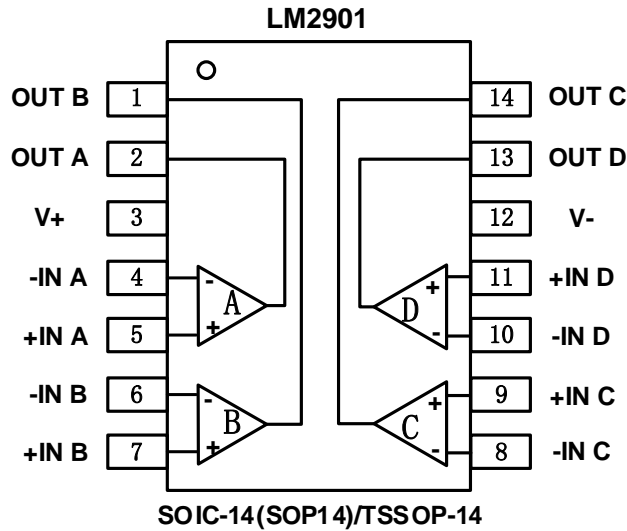 LM2901
OUT B 1 14 OUT C
OUT A 2 13 OUT D
V+ 3 12 V-
-IN A 4 - + 11 +IN D
A D
+IN A 5 + - 10 -IN D
-IN B 6 - + 9 +IN C
B C
+IN B 7 + - 8 -IN C
SOIC-14(SOP14)/TSSOP-14